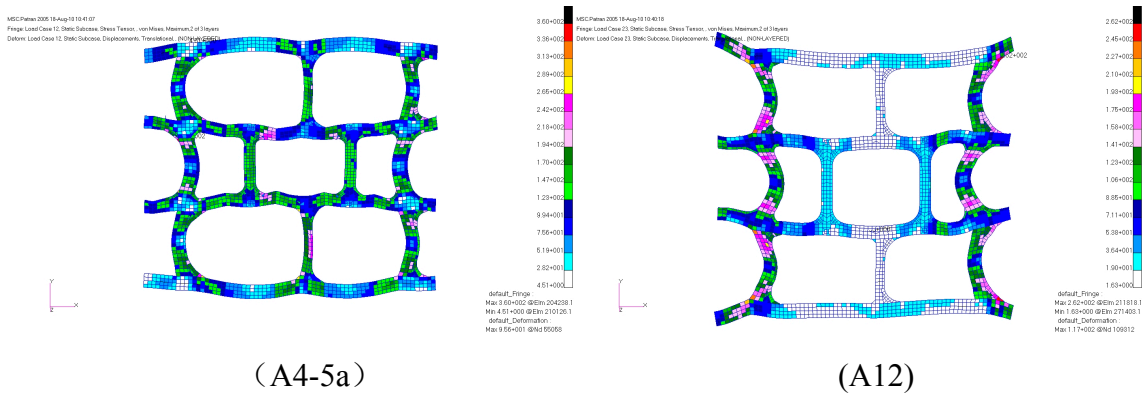 MSC.Patran 2005 18-Aug-10 10:41:07
Fringe: Load Case 12, Static Subcase, Stress Tensor, , von Mises, Maximum,2 of 3 layers
Deform: Load Case 12, Static Subcase, Displacements, Translational, , (NON-LAYERED)
3.60+002
3.36+002
3.13+002
2.89+002
2.65+002
2.42+002
2.18+002
1.94+002
1.70+002
1.47+002
1.23+002
9.94+001
7.56+001
5.19+001
2.82+001
4.51+000
default_Fringe :
Max 3.60+002 @Elm 204238.1
Min 4.51+000 @Elm 210126.1
default_Deformation :
Max 9.56+001 @Nd 55058
Y
X
Z
（A4-5a）
MSC.Patran 2005 18-Aug-10 10:40:18
Fringe: Load Case 23, Static Subcase, Stress Tensor, , von Mises, Maximum,2 of 3 layers
Deform: Load Case 23, Static Subcase, Displacements, Translational, , (NON-LAYERED)
2.62+002
2.45+002
2.27+002
2.10+002
1.93+002
1.75+002
1.58+002
1.41+002
1.23+002
1.06+002
8.85+001
7.11+001
5.38+001
3.64+001
1.90+001
1.63+000
default_Fringe :
Max 2.62+002 @Elm 211818.1
Min 1.63+000 @Elm 271403.1
default_Deformation :
Max 1.17+002 @Nd 109312
Y
X
Z
(A12)